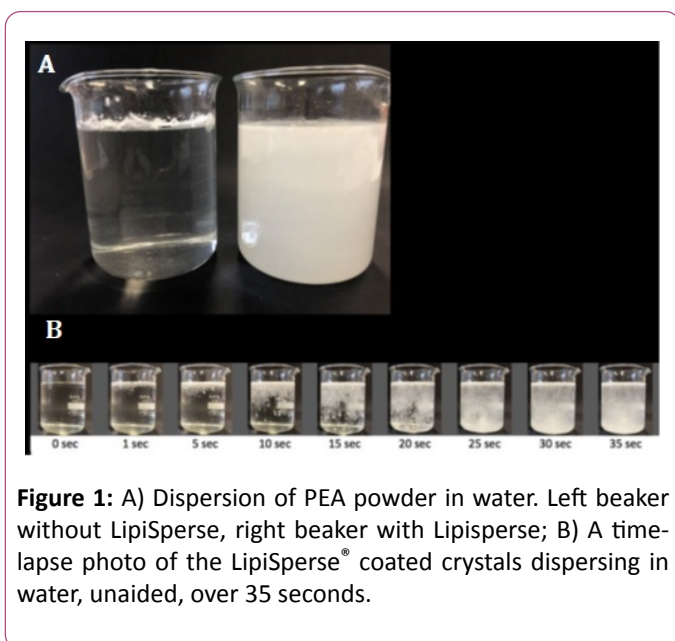 A
B
0 sec 1 sec 5 sec 10 sec 15 sec 20 sec 25 sec 30 sec 35 sec
Figure 1: A) Dispersion of PEA powder in water. Left beaker
without LipiSperse, right beaker with Lipisperse; B) A time-
lapse photo of the LipiSperse® coated crystals dispersing in
water, unaided, over 35 seconds.